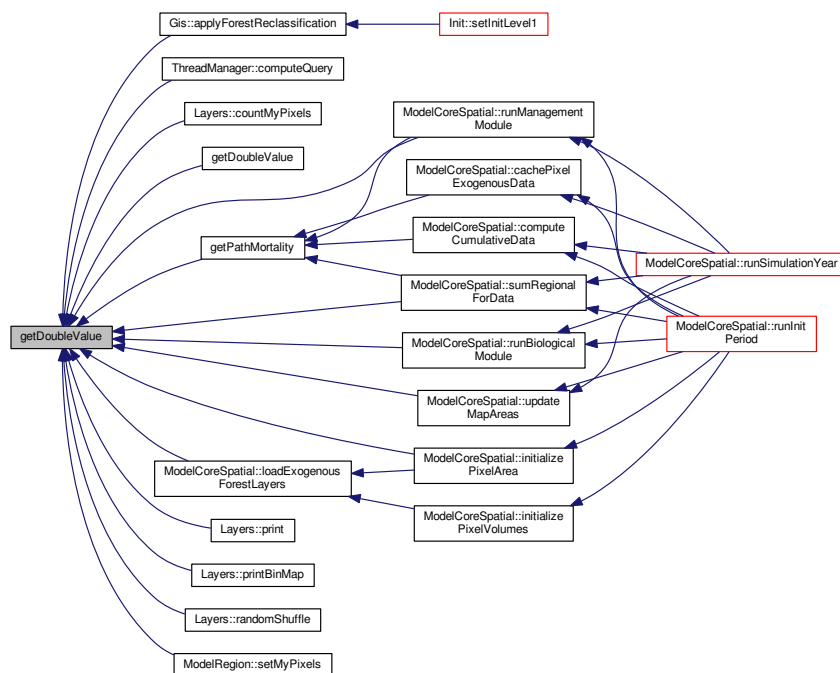 Gis::applyForestReclassification
Init::setInitLevel1
ThreadManager::computeQuery
Layers::countMyPixels
getDoubleValue
ModelCoreSpatial::runManagement
Module
ModelCoreSpatial::cachePixel
ExogenousData
getPathMortality
ModelCoreSpatial::compute
CumulativeData
ModelCoreSpatial::runSimulationYear
ModelCoreSpatial::sumRegional
ForData
getDoubleValue
ModelCoreSpatial::runInit
Period
ModelCoreSpatial::runBiological
Module
ModelCoreSpatial::update
MapAreas
ModelCoreSpatial::loadExogenous
ForestLayers
ModelCoreSpatial::initialize
PixelArea
ModelCoreSpatial::initialize
PixelVolumes
Layers::print
Layers::printBinMap
Layers::randomShuffle
ModelRegion::setMyPixels